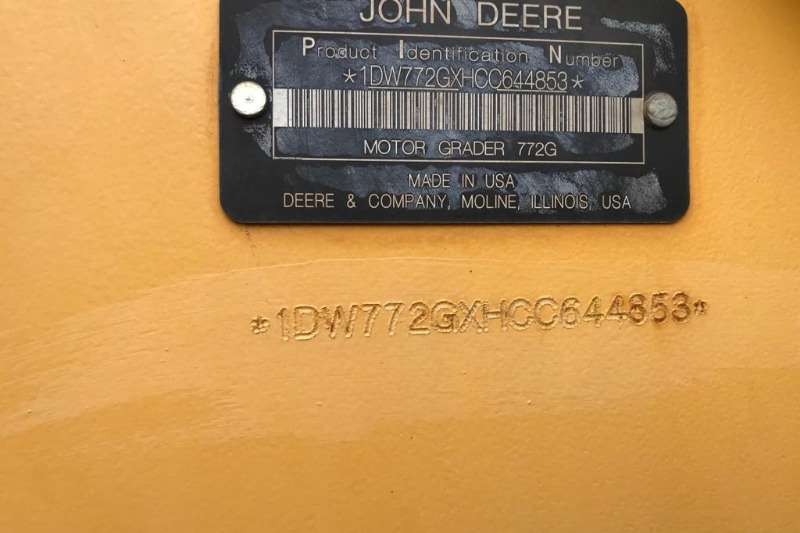 JOHN DEERE
Product Identification Number
*1DW772GXHCC644853*
MOTOR GRADER 772G
MADE IN USA
DEERE & COMPANY, MOLINE, ILLINOIS, USA
*1DW772GXHCC644853*